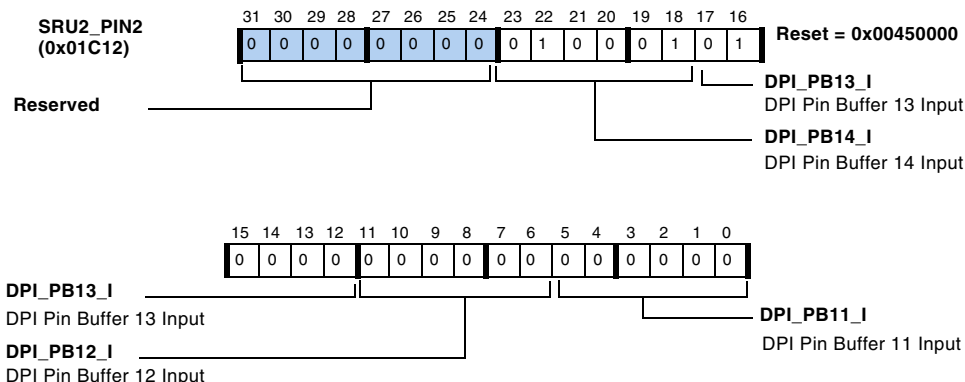 SRU2_PIN2
(0x01C12)
31 30 29 28 27 26 25 24 23 22 21 20 19 18 17 16
0 0 0 0 0 0 0 0 0 1 0 0 0 1 0 1
Reset = 0x00450000
Reserved
DPI_PB13_I
DPI Pin Buffer 13 Input
DPI_PB14_I
DPI Pin Buffer 14 Input
15 14 13 12 11 10 9 8 7 6 5 4 3 2 1 0
0 0 0 0 0 0 0 0 0 0 0 0 0 0 0 0
DPI_PB13_I
DPI Pin Buffer 13 Input
DPI_PB12_I
DPI Pin Buffer 12 Input
DPI_PB11_I
DPI Pin Buffer 11 Input